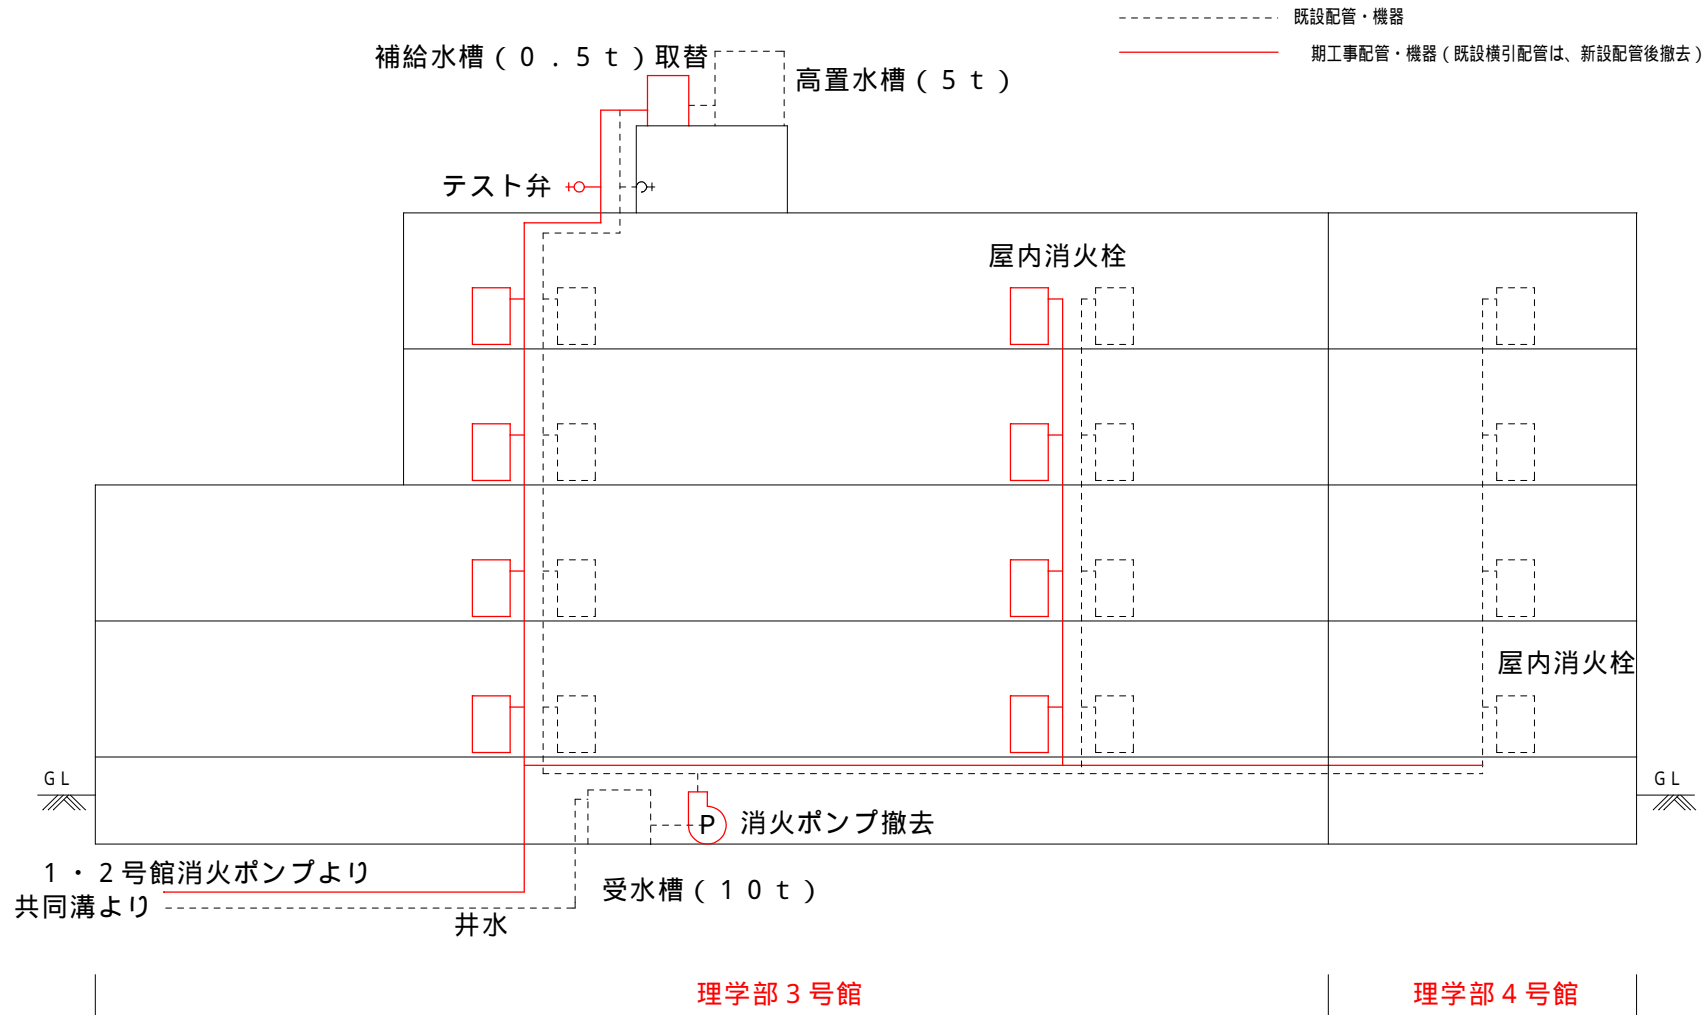 既設配管・機器
期工事配管・機器（既設横引配管は、新設配管後撤去）
補給水槽（０．５ｔ）取替
高置水槽（５ｔ）
テスト弁
屋内消火栓
屋内消火栓
ＧＬ
ＧＬ
P
消火ポンプ撤去
１・２号館消火ポンプより
共同溝より
受水槽（１０ｔ）
井水
理学部３号館
理学部４号館